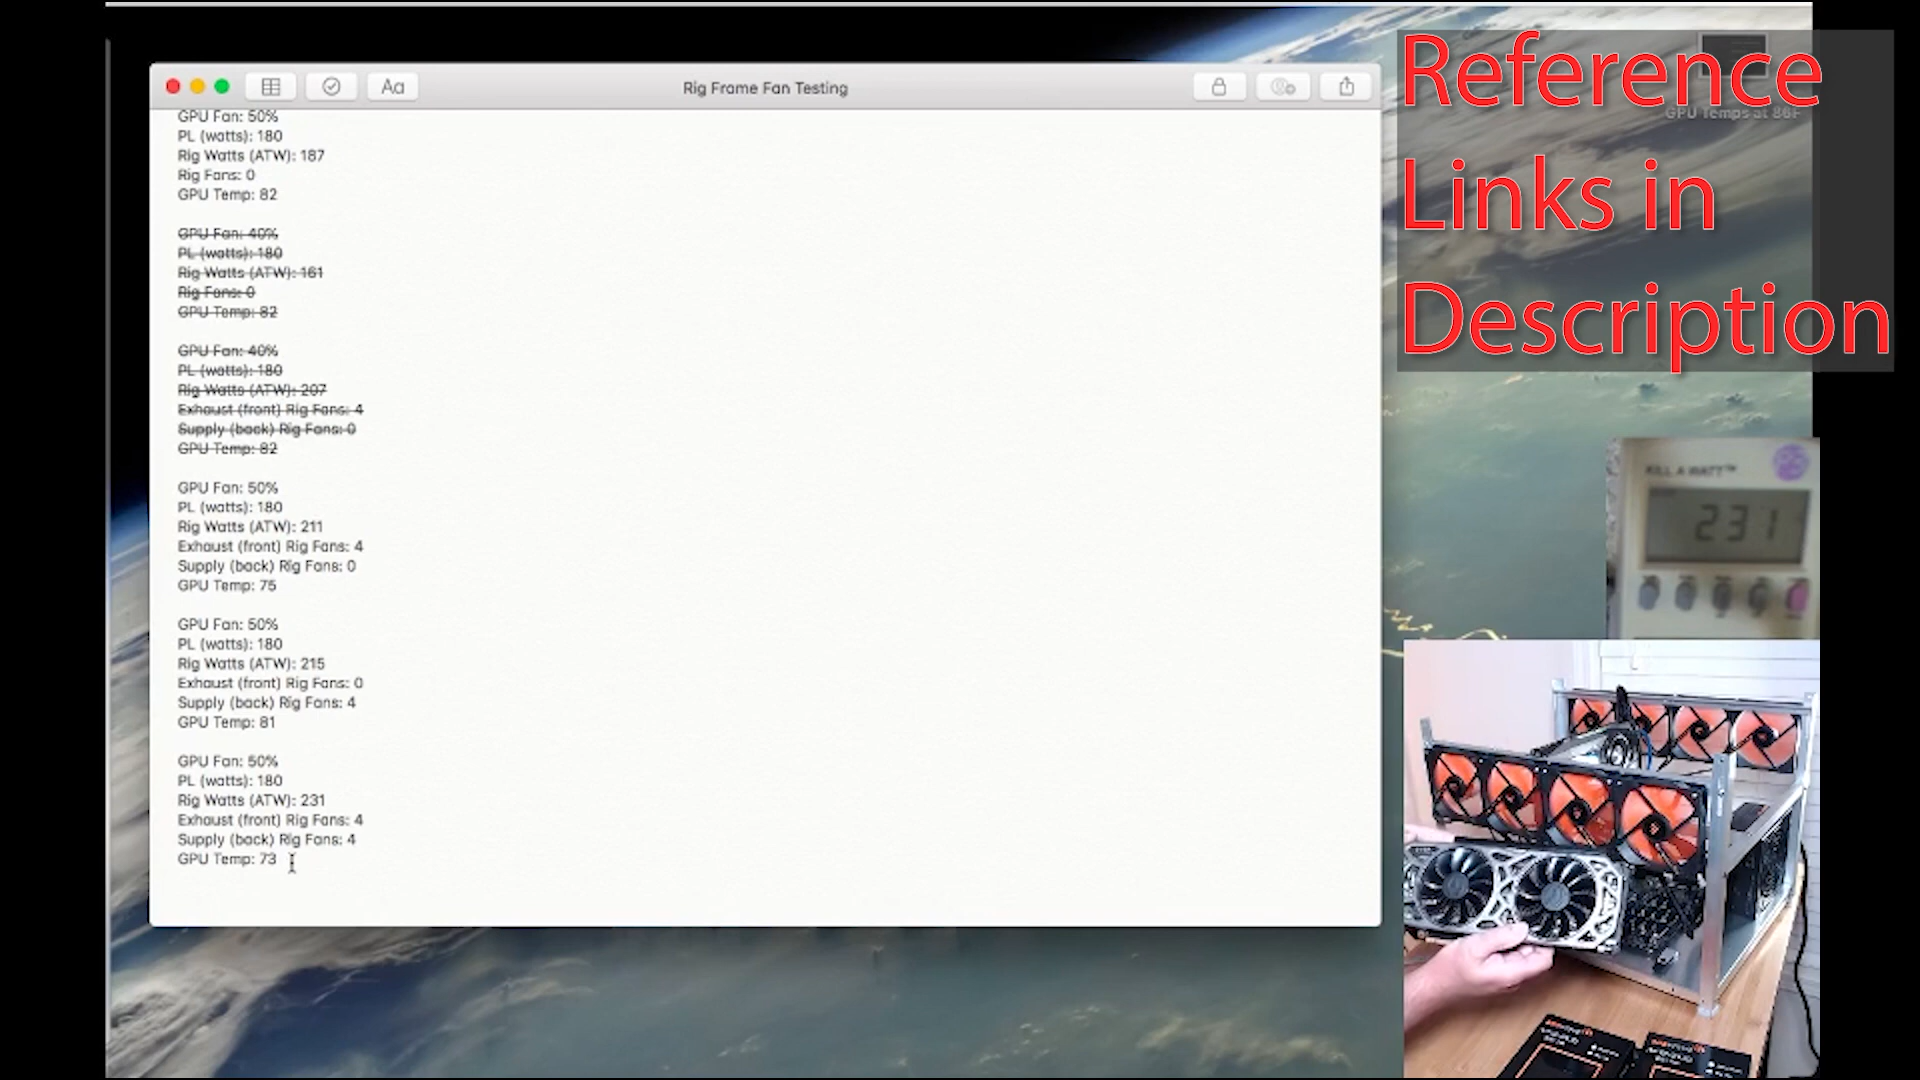 Rig Frame Fan Testing
Aa
GPU Fan: 50%
PL (watts): 180
Rig Watts (ATW): 187
Rig Fans: 0
GPU Temp: 82
GPU Fan: 40%
PL (watts): 180
Rig Watts (ATW): 161
Rig Fans: 0
GPU Temp: 82
GPU Fan: 40%
PL (watts): 180
Rig Watts (ATW): 207
Exhaust (front) Rig Fans: 4
Supply (back) Rig Fans: 0
GPU Temp: 82
GPU Fan: 50%
PL (watts): 180
Rig Watts (ATW): 211
Exhaust (front) Rig Fans: 4
Supply (back) Rig Fans: 0
GPU Temp: 75
GPU Fan: 50%
PL (watts): 180
Rig Watts (ATW): 215
Exhaust (front) Rig Fans: 0
Supply (back) Rig Fans: 4
GPU Temp: 81
GPU Fan: 50%
PL (watts): 180
Rig Watts (ATW): 231
Exhaust (front) Rig Fans: 4
Supply (back) Rig Fans: 4
GPU Temp: 73
Reference
Links in
Description
GPU Temps at 86F
KILL A WATT™
231